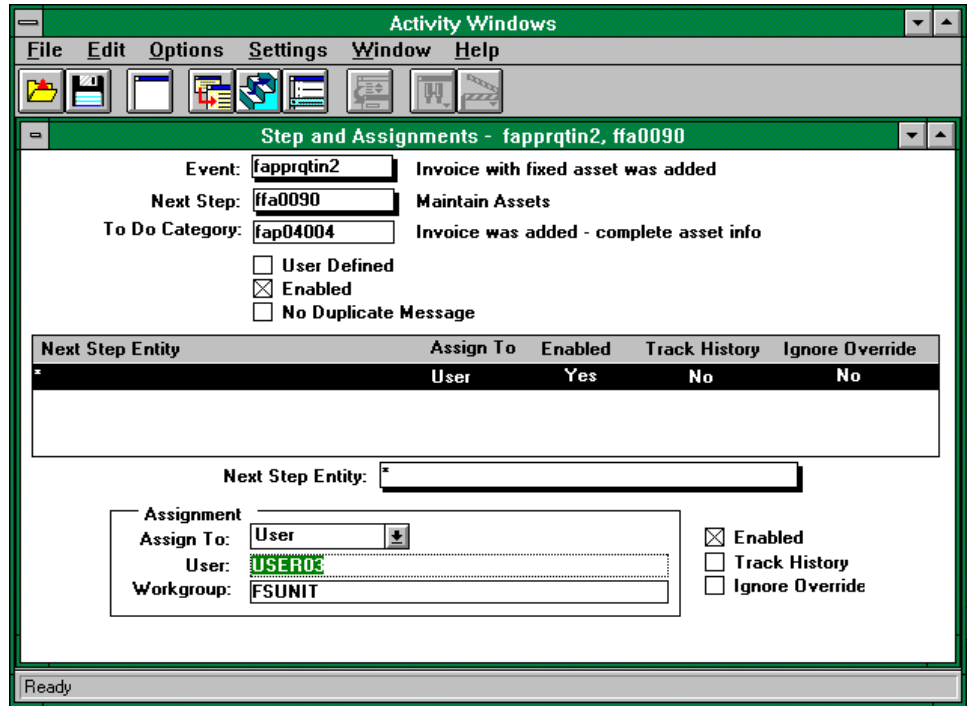 Activity Windows
File Edit Options Settings Window Help
Step and Assignments - fapprqtin2, ffa0090
Event: fapprqtin2 Invoice with fixed asset was added
Next Step: ffa0090 Maintain Assets
To Do Category: fap04004 Invoice was added - complete asset info
User Defined
Enabled
No Duplicate Message
Next Step Entity Assign To Enabled Track History Ignore Override
* User Yes No No
Next Step Entity: *
Assignment
Assign To: User
Enabled
User: USER03
Track History
Workgroup: FSUNIT
Ignore Override
Ready